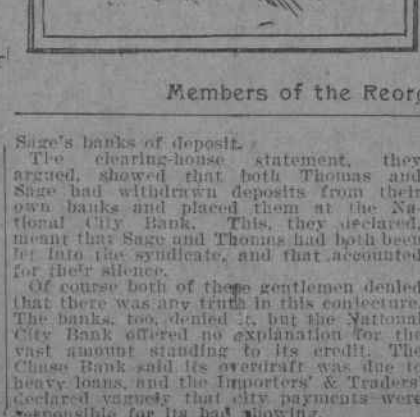 Members of the Reorg
Sage's banks of deposit.
The clearing-house statement, they
argued, showed that both Thomas and
Sage had withdrawn deposits from their
own banks and placed them at the Na-
tional City Bank. This, they declared,
meant that Sage and Thomas had both been
let into the syndicate, and that accounted
for their silence.
Of course both of these gentlemen denied
that there was any truth in this conjecture.
The banks, too, denied it, but the National
City Bank offered no explanation for the
vast amount standing to its credit. The
Chase Bank said its overdraft was due to
heavy loans, and the Importers' & Traders'
declared vaguely that city payments were
responsible for its bad showing.